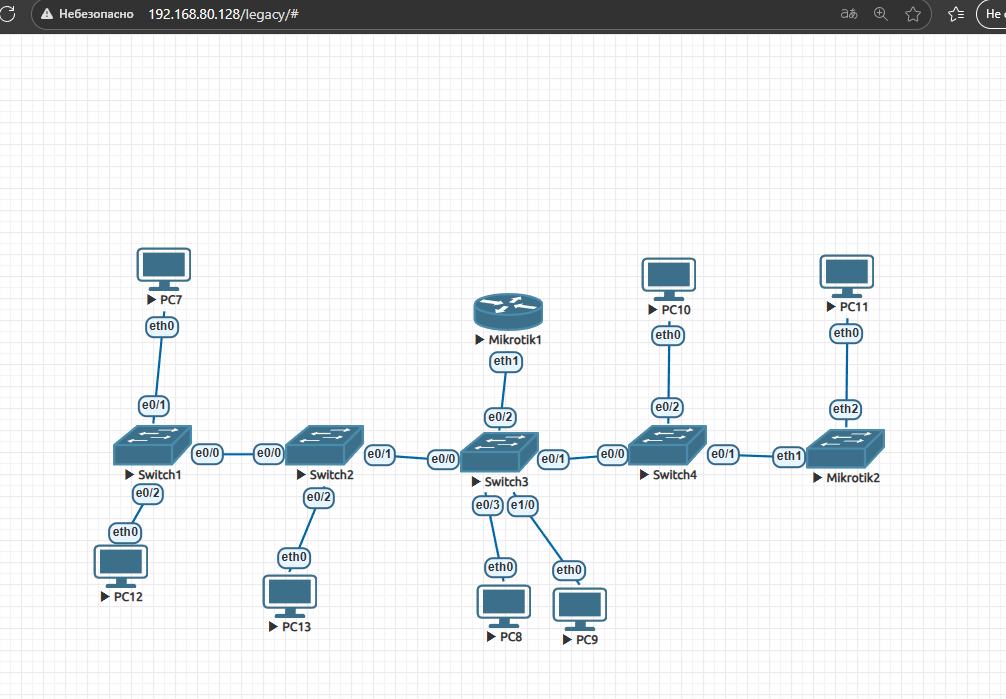 Небезопасно 192.168.80.128/legacy/# aあ Не
PC7
eth0
e0/1
Switch1
e0/0
e0/2
eth0
PC12
e0/0
Switch2
e0/1
e0/2
eth0
PC13
Mikrotik1
eth1
e0/2
e0/0
Switch3
e0/1
e0/3
e1/0
eth0
PC8
eth0
PC9
PC10
eth0
e0/2
e0/0
Switch4
e0/1
PC11
eth0
eth2
eth1
Mikrotik2